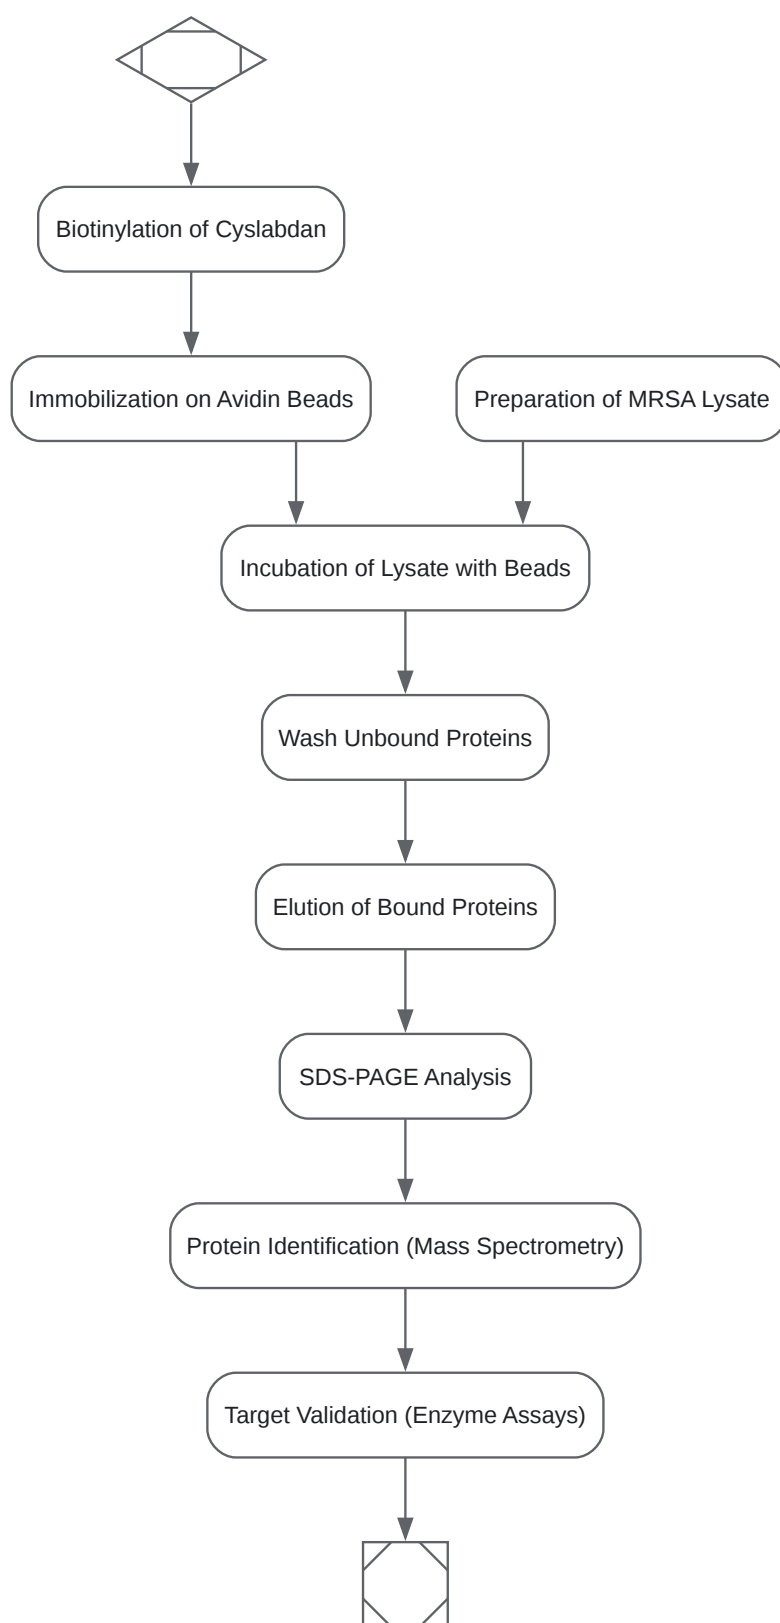 Biotinylation of Cyslabdan
Immobilization on Avidin Beads
Preparation of MRSA Lysate
Incubation of Lysate with Beads
Wash Unbound Proteins
Elution of Bound Proteins
SDS-PAGE Analysis
Protein Identification (Mass Spectrometry)
Target Validation (Enzyme Assays)